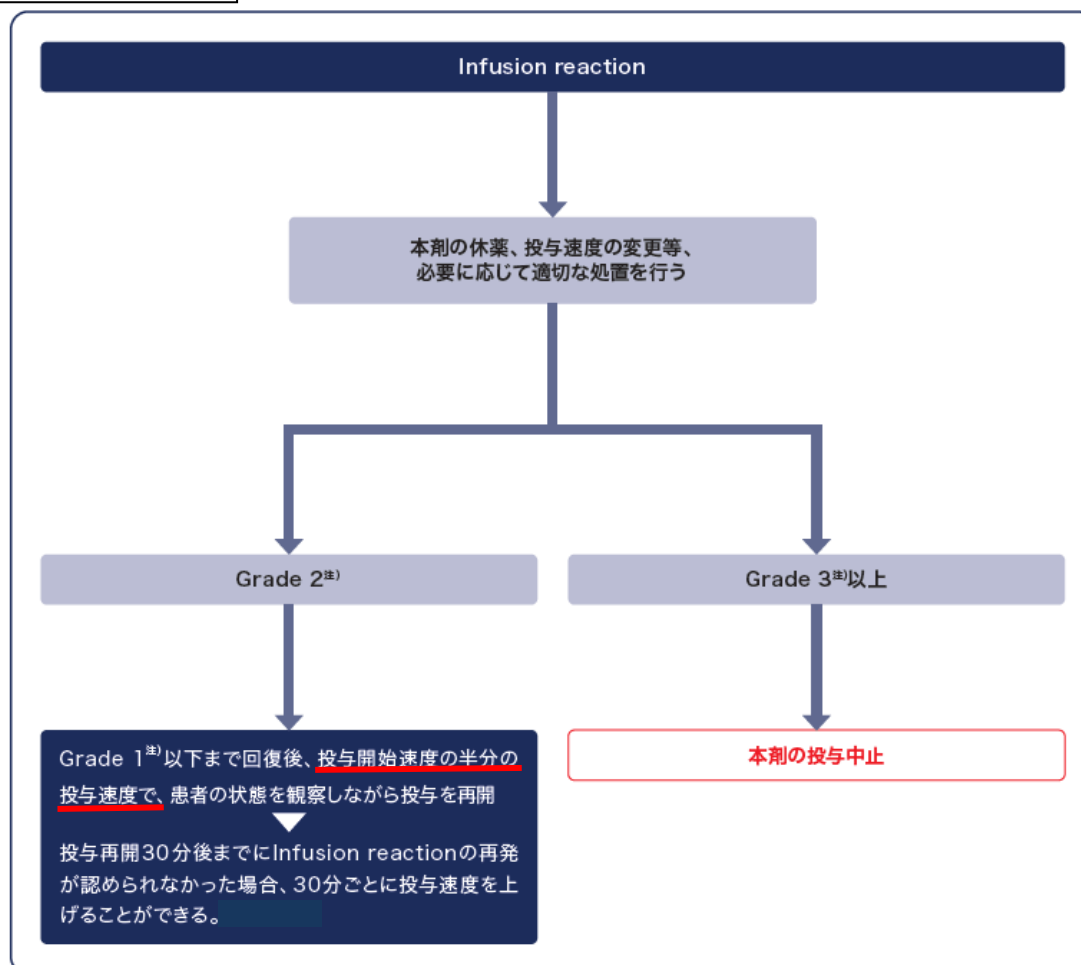 Infusion reaction
本剤の休薬、投与速度の変更等、
必要に応じて適切な処置を行う
Grade 2注)
Grade 3注)以上
Grade 1注)以下まで回復後、投与開始速度の半分の
投与速度で、患者の状態を観察しながら投与を再開
投与再開30分後までにInfusion reactionの再発
が認められなかった場合、30分ごとに投与速度を上
げることができる。
本剤の投与中止